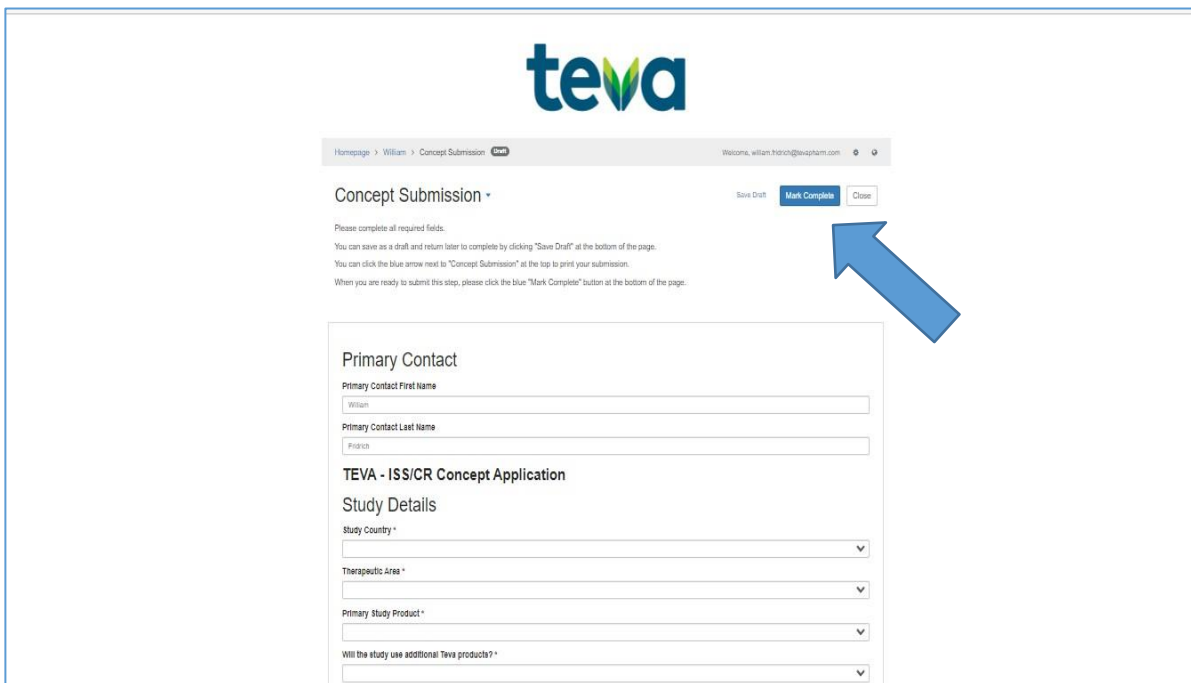 teva
Homepage > William > Concept Submission Draft
Welcome, william.fridrich@tevapharm.com
Concept Submission
Save Draft
Mark Complete
Close
Please complete all required fields.
You can save as a draft and return later to complete by clicking "Save Draft" at the bottom of the page.
You can click the blue arrow next to "Concept Submission" at the top to print your submission.
When you are ready to submit this step, please click the blue "Mark Complete" button at the bottom of the page.
Primary Contact
Primary Contact First Name
William
Primary Contact Last Name
Fridrich
TEVA - ISS/CR Concept Application
Study Details
Study Country *
Therapeutic Area *
Primary Study Product *
Will the study use additional Teva products? *